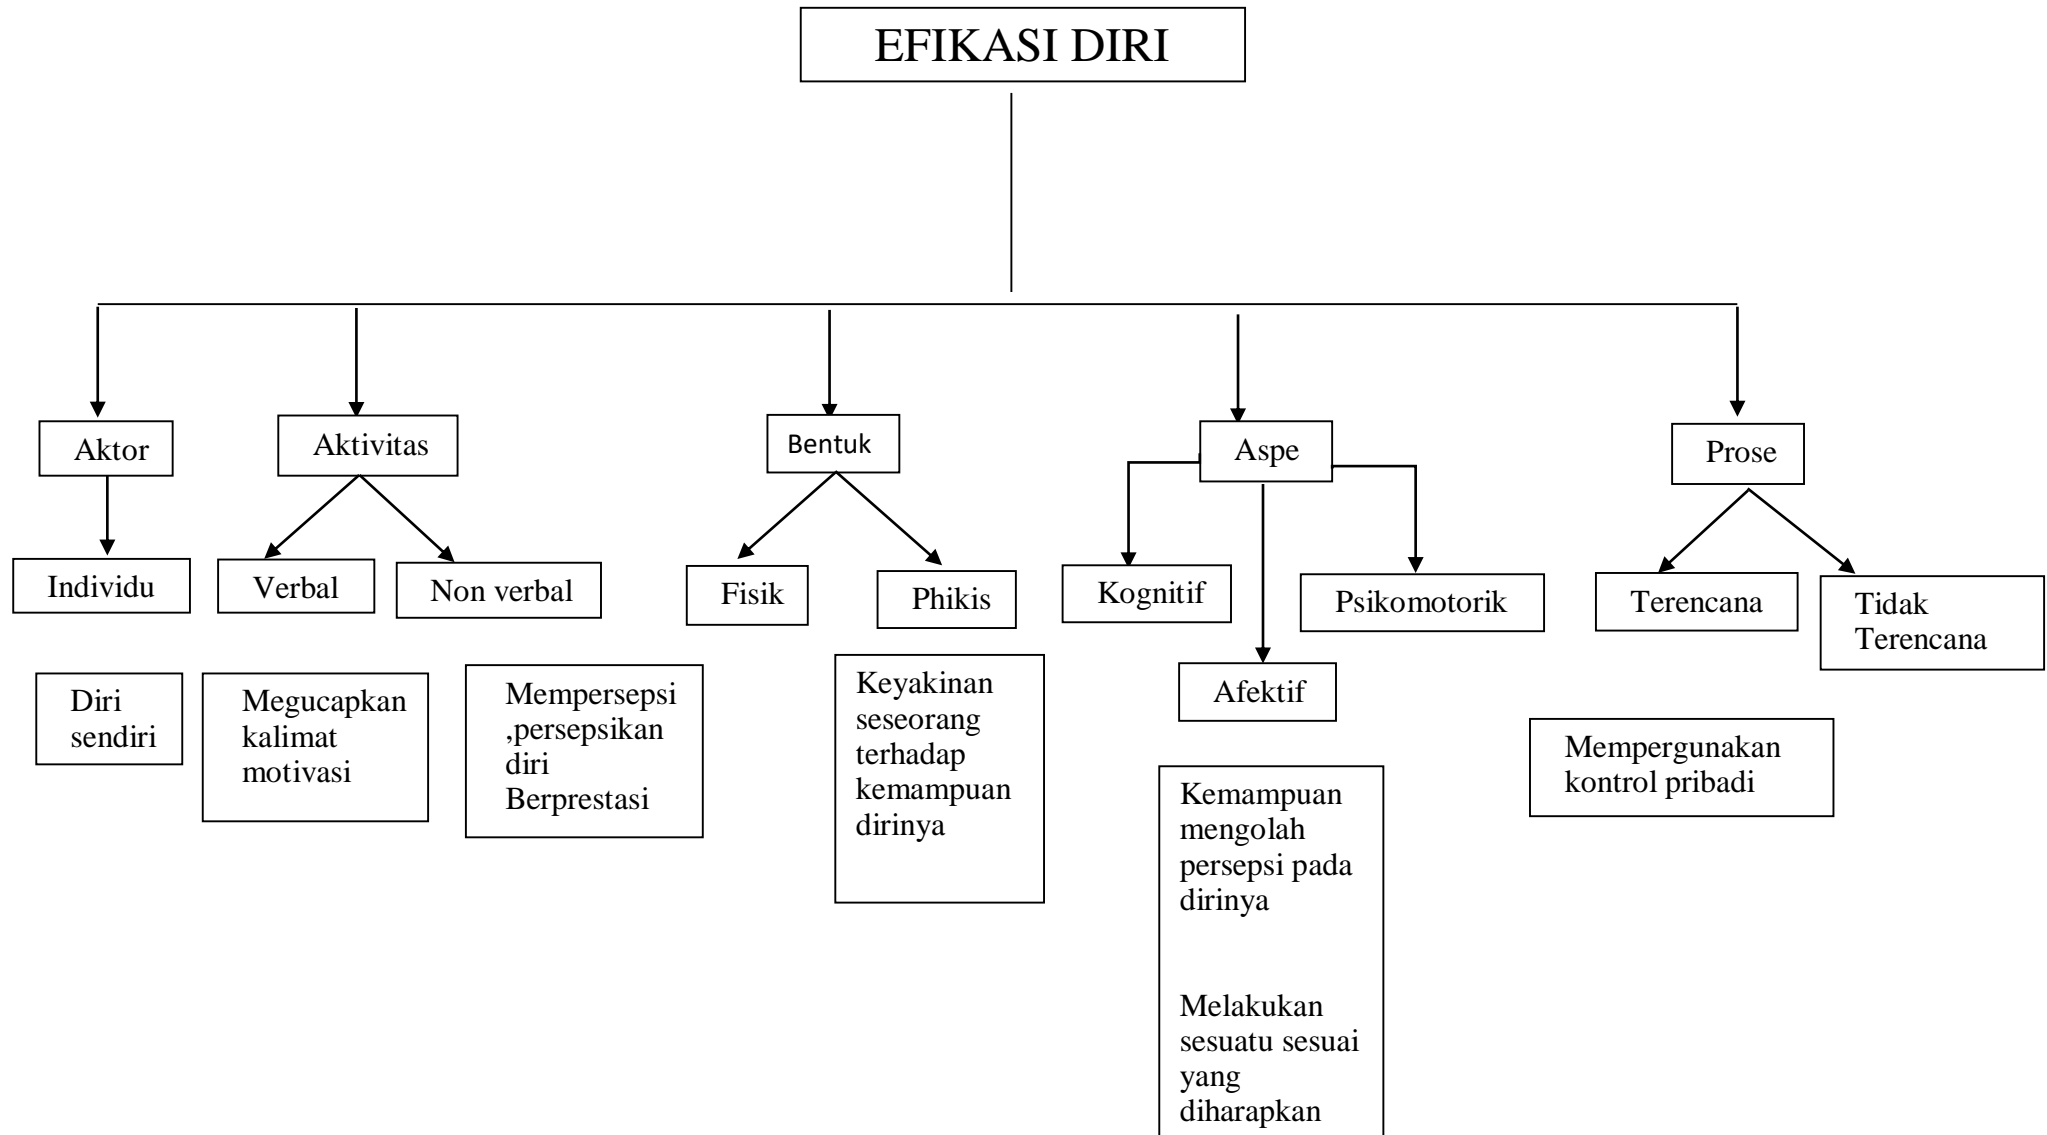 EFIKASI DIRI
Aktor
Aktivitas
Bentuk
Aspe
Prose
Individu
Verbal
Non verbal
Fisik
Phikis
Kognitif
Psikomotorik
Terencana
Tidak
Terencana
Afektif
Diri
sendiri
Megucapkan
kalimat
motivasi
Mempersepsi
,persepsikan
diri
Berprestasi
Keyakinan
seseorang
terhadap
kemampuan
dirinya
Kemampuan
mengolah
persepsi pada
dirinya
Melakukan
sesuatu sesuai
yang
diharapkan
Mempergunakan
kontrol pribadi